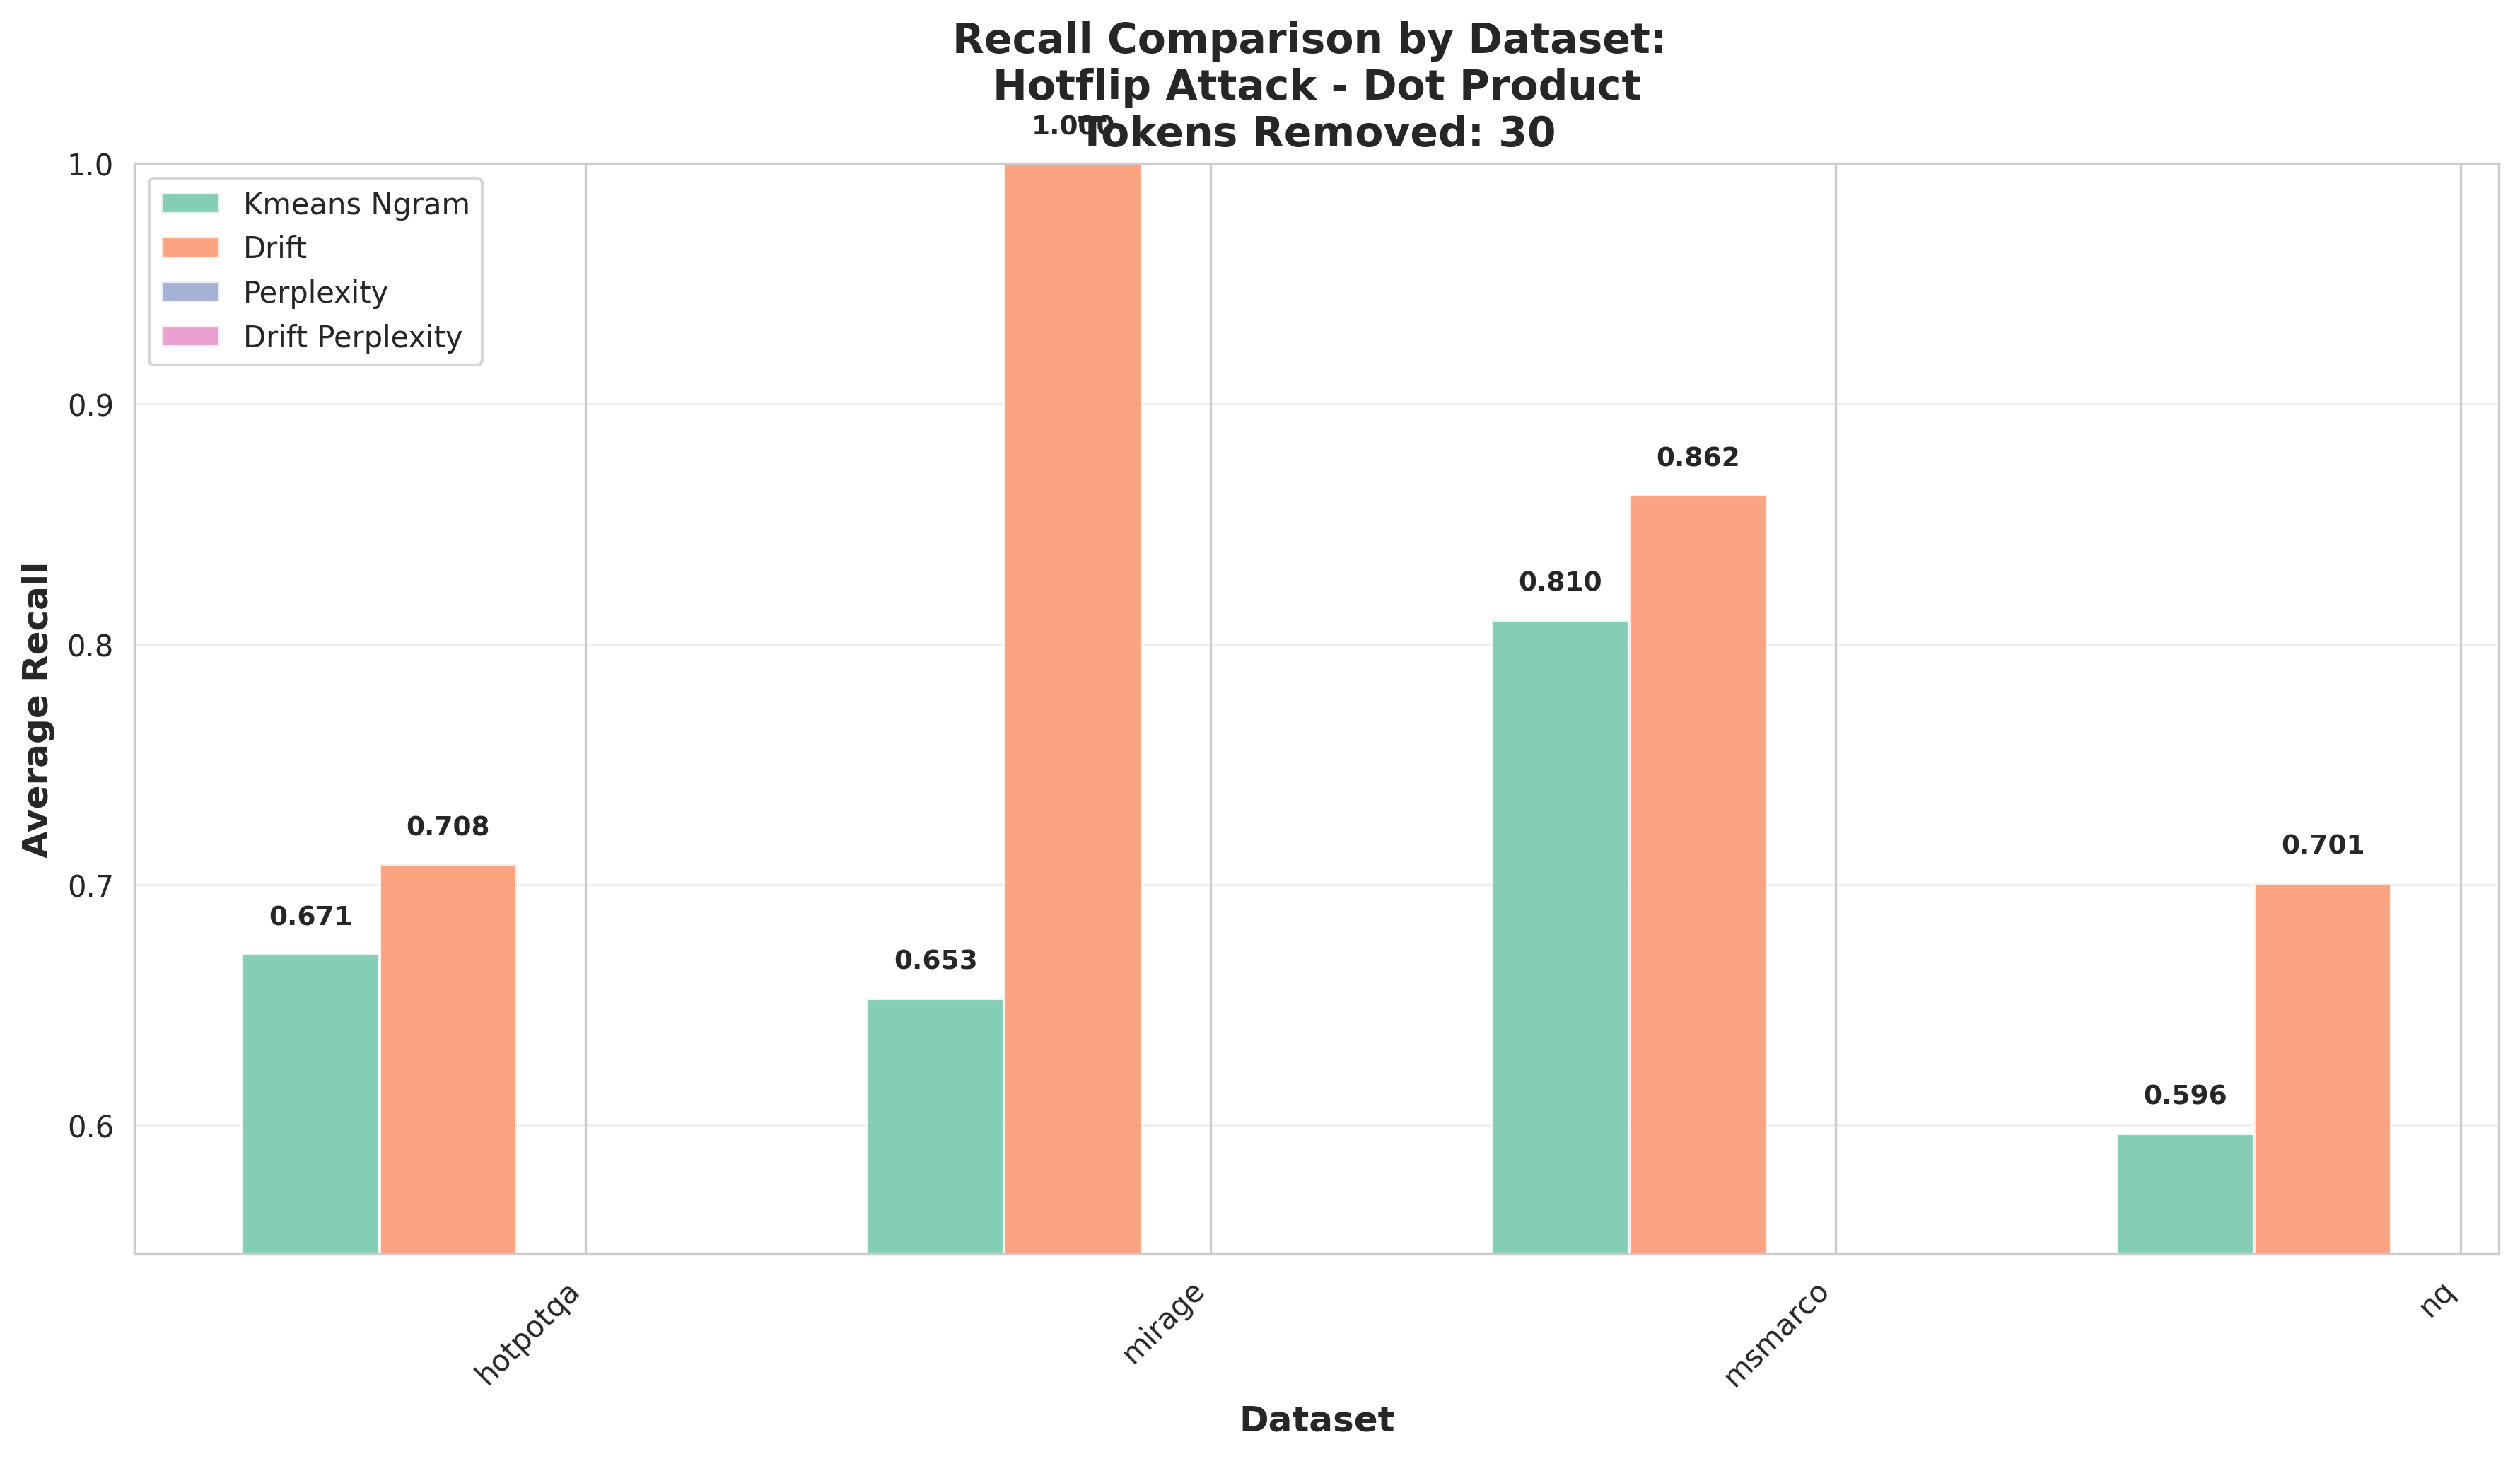 Recall Comparison by Dataset:
Hotflip Attack - Dot Product
Tokens Removed: 30
1.000
1.0
0.9
0.8
0.7
0.6
Average Recall
Kmeans Ngram
Drift
Perplexity
Drift Perplexity
0.671
0.708
0.653
0.810
0.862
0.596
0.701
hotpotqa
mirage
msmarco
nq
Dataset